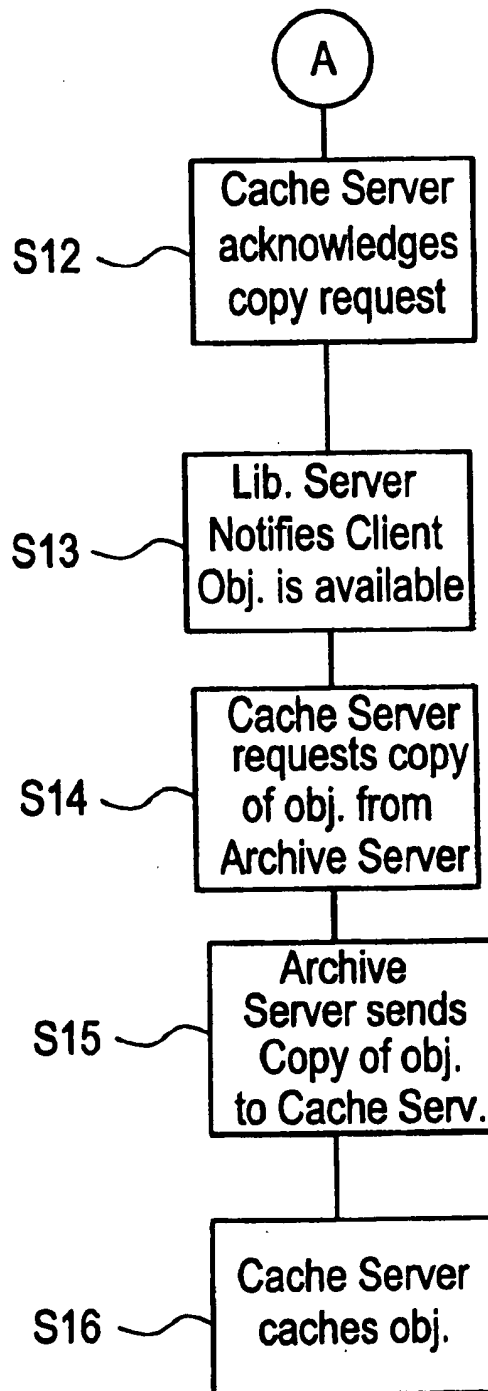 A
Cache Server
acknowledges
copy request
S12
Lib. Server
Notifies Client
Obj. is available
S13
Cache Server
requests copy
of obj. from
Archive Server
S14
Archive
Server sends
Copy of obj.
to Cache Serv.
S15
Cache Server
caches obj.
S16